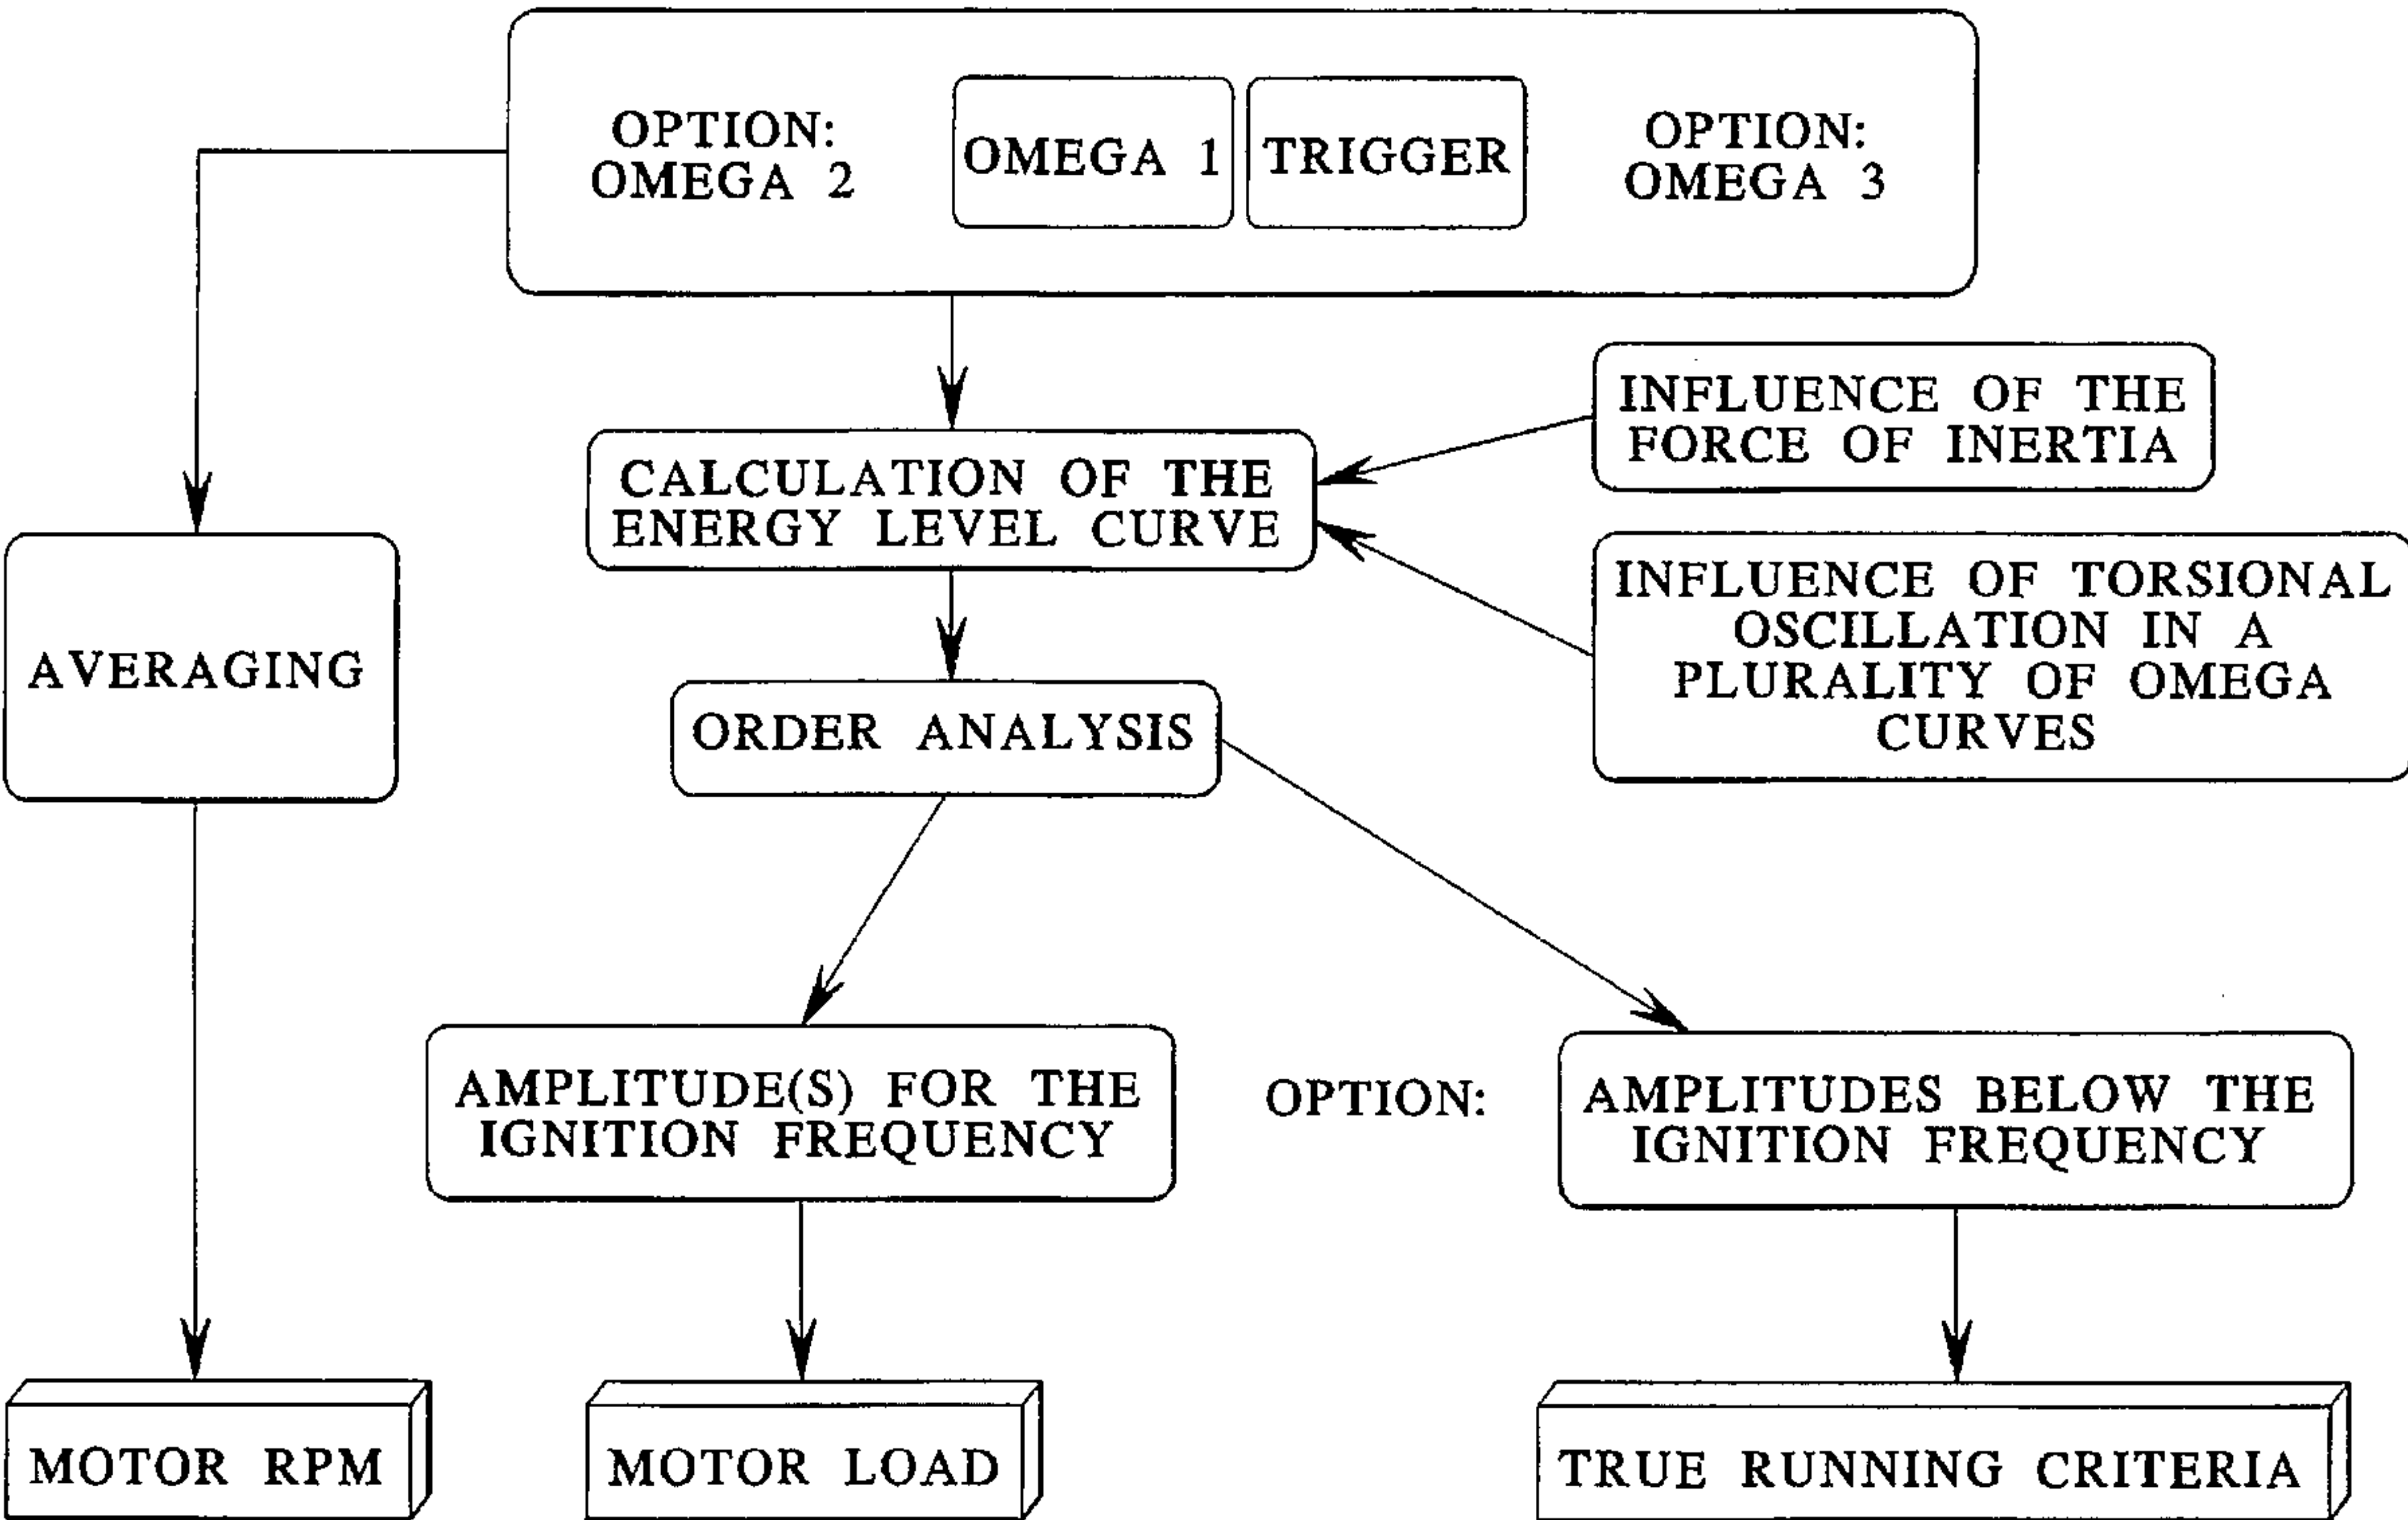 OPTION:
OMEGA 2
OMEGA 1
TRIGGER
OPTION:
OMEGA 3
INFLUENCE OF THE
FORCE OF INERTIA
CALCULATION OF THE
ENERGY LEVEL CURVE
INFLUENCE OF TORSIONAL
OSCILLATION IN A
PLURALITY OF OMEGA
CURVES
AVERAGING
ORDER ANALYSIS
AMPLITUDE(S) FOR THE
IGNITION FREQUENCY
OPTION:
AMPLITUDES BELOW THE
IGNITION FREQUENCY
MOTOR RPM
MOTOR LOAD
TRUE RUNNING CRITERIA